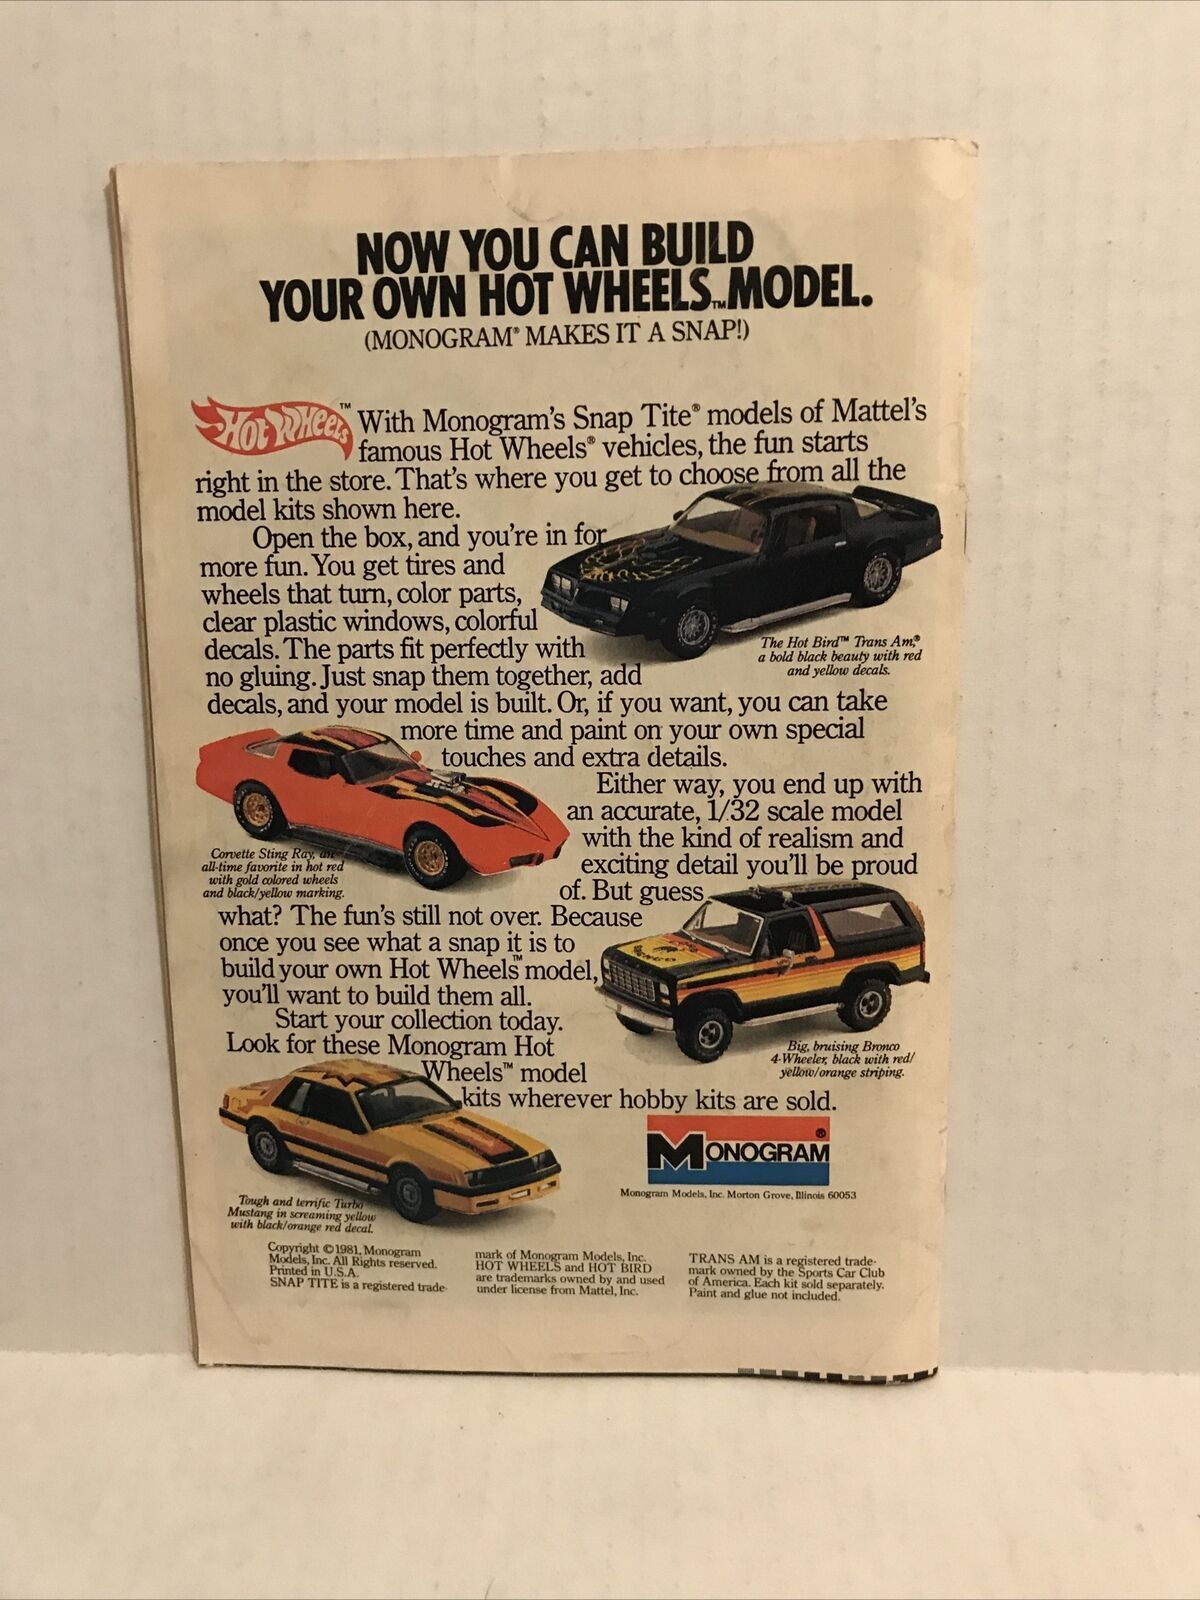 NOW YOU CAN BUILD
YOUR OWN HOT WHEELS™ MODEL.
(MONOGRAM® MAKES IT A SNAP!)
Hot Wheels™
With Monogram's Snap Tite® models of Mattel's
famous Hot Wheels® vehicles, the fun starts
right in the store. That's where you get to choose from all the
model kits shown here.
Open the box, and you're in for
more fun. You get tires and
wheels that turn, color parts,
clear plastic windows, colorful
decals. The parts fit perfectly with
no gluing. Just snap them together, add
decals, and your model is built. Or, if you want, you can take
more time and paint on your own special
touches and extra details.
The Hot Bird™ Trans Am,®
a bold black beauty with red
and yellow decals.
Either way, you end up with
an accurate, 1/32 scale model
with the kind of realism and
exciting detail you'll be proud
of. But guess
what? The fun's still not over. Because
once you see what a snap it is to
build your own Hot Wheels™ model,
you'll want to build them all.
Corvette Sting Ray, an
all-time favorite in hot red
with gold colored wheels
and black/yellow marking.
Start your collection today.
Look for these Monogram Hot
Wheels™ model
kits wherever hobby kits are sold.
Big, bruising Bronco
4-Wheeler, black with red/
yellow/orange striping.
MONOGRAM®
Monogram Models, Inc. Morton Grove, Illinois 60053
Tough and terrific Turbo
Mustang in screaming yellow
with black/orange red decal.
Copyright © 1981, Monogram
Models, Inc. All Rights reserved.
Printed in U.S.A.
SNAP TITE is a registered trade-
mark of Monogram Models, Inc.
HOT WHEELS and HOT BIRD
are trademarks owned by and used
under license from Mattel, Inc.
TRANS AM is a registered trade-
mark owned by the Sports Car Club
of America. Each kit sold separately.
Paint and glue not included.